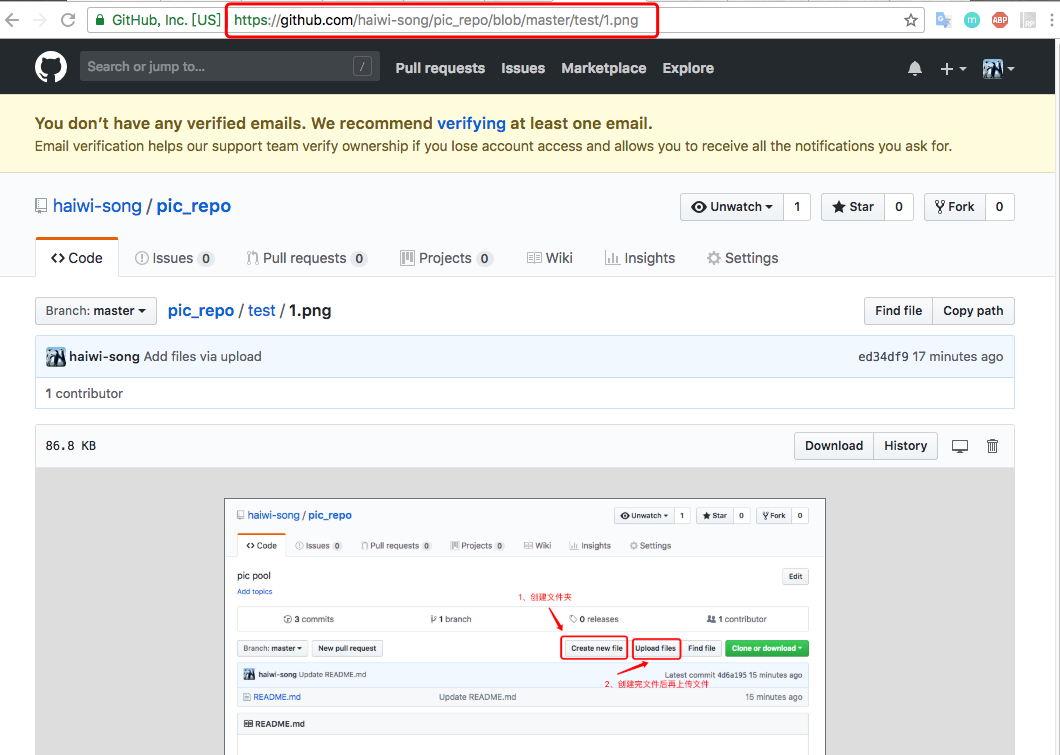 GitHub, Inc. [US] https://github.com/haiwi-song/pic_repo/blob/master/test/1.png
Search or jump to... / Pull requests Issues Marketplace Explore
You don't have any verified emails. We recommend verifying at least one email.
Email verification helps our support team verify ownership if you lose account access and allows you to receive all the notifications you ask for.
haiwi-song / pic_repo Unwatch 1 Star 0 Fork 0
Code Issues 0 Pull requests 0 Projects 0 Wiki Insights Settings
Branch: master pic_repo / test / 1.png Find file Copy path
haiwi-song Add files via upload ed34df9 17 minutes ago
1 contributor
86.8 KB Download History
haiwi-song / pic_repo Unwatch 1 Star 0 Fork 0
Code Issues 0 Pull requests 0 Projects 0 Wiki Insights Settings
pic pool Edit
Add topics
1、创建文件夹
3 commits 1 branch 0 releases 1 contributor
Branch: master New pull request Create new file Upload files Find file Clone or download
haiwi-song Update README.md Latest commit 4d6a195 15 minutes ago
2、创建完文件后再上传文件
README.md Update README.md 15 minutes ago
README.md